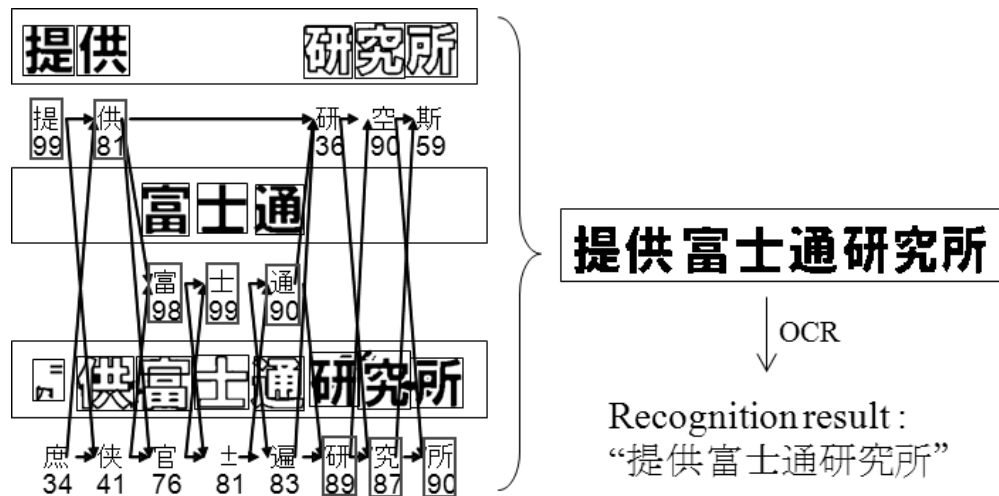 提供 研究所
提 供 研 空 斯
99 81 36 90 59
富士通
富 士 通
98 99 90
供富士通研究所
提供富士通研究所
OCR
庶 侠 官 士 遍 研 究 所
34 41 76 81 83 89 87 90
Recognition result :
“提供富士通研究所”